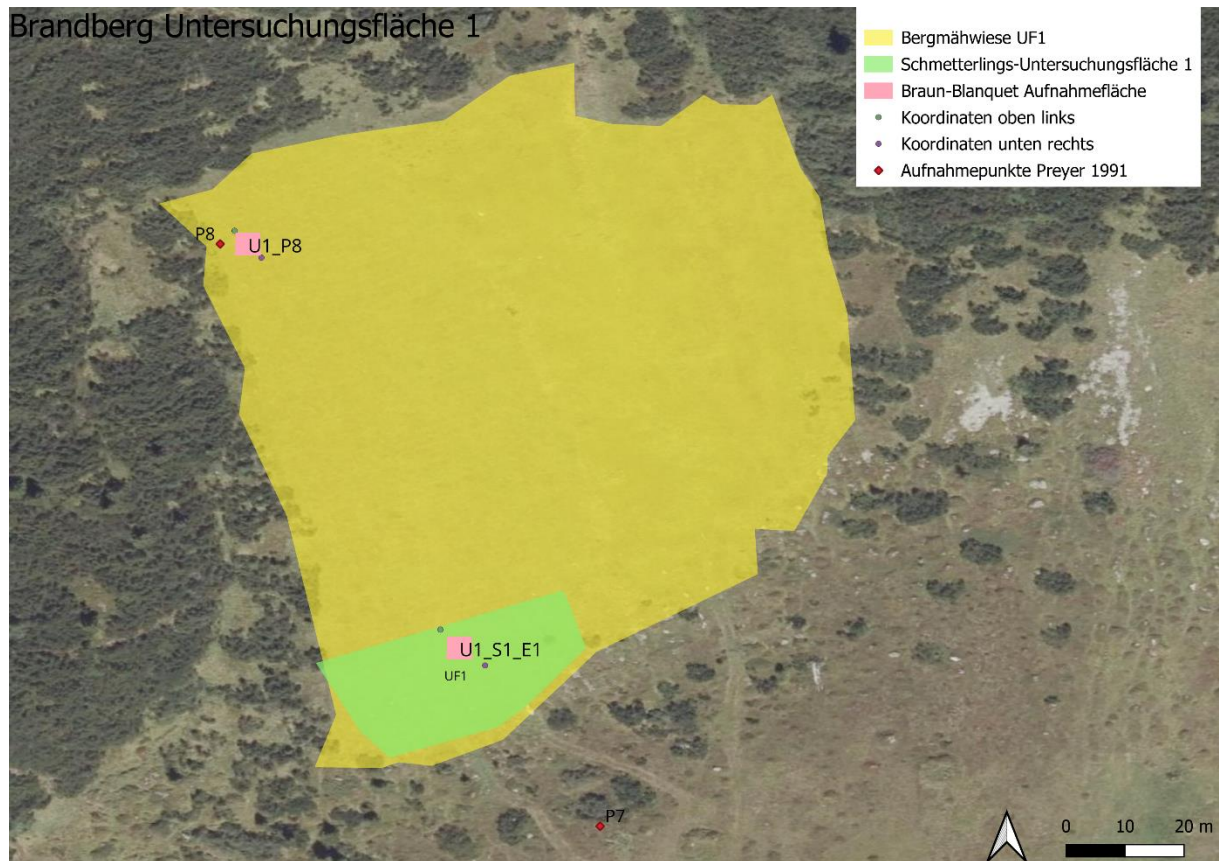 Brandberg Untersuchungsfläche 1
Bergmähwiese UF1
Schmetterlings-Untersuchungsfläche 1
Braun-Blanquet Aufnahmefläche
Koordinaten oben links
Koordinaten unten rechts
Aufnahmepunkte Preyer 1991
P8
U1_P8
U1_S1_E1
UF1
P7
0 10 20 m